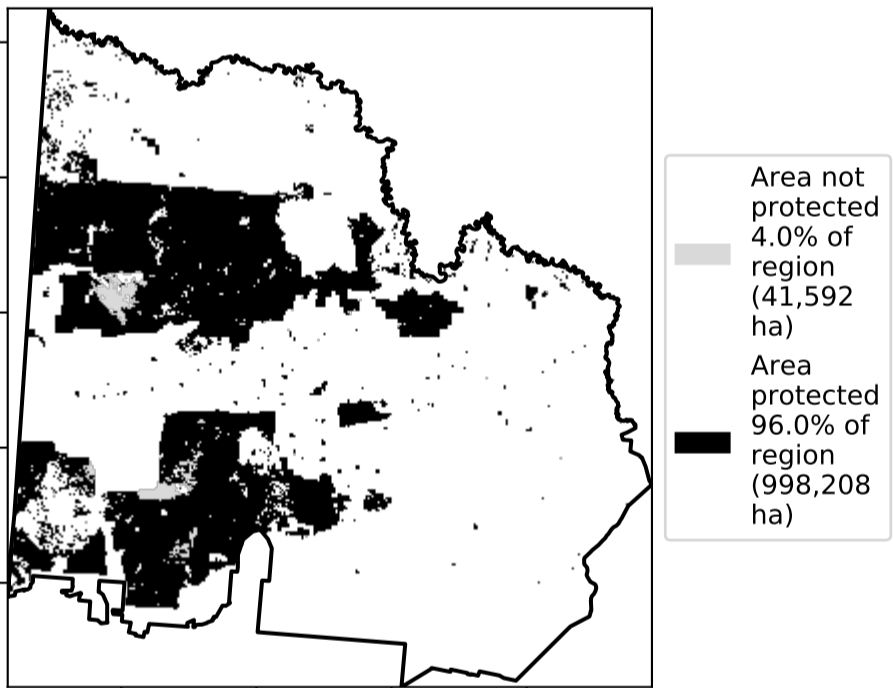 Area not
protected
4.0% of
region
(41,592
ha)
Area
protected
96.0% of
region
(998,208
ha)